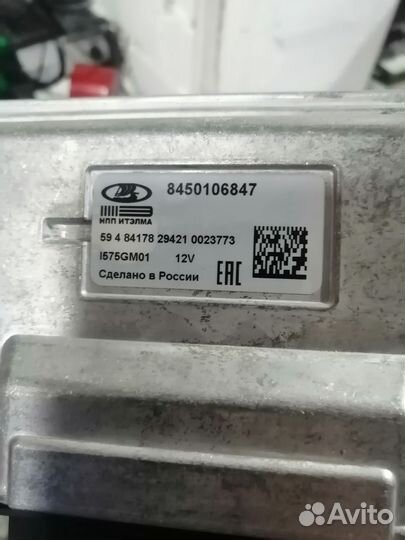 8450106847
НПП ИТЭЛМА
59 4 84178 29421 0023773
I575GM01 12V
Сделано в России
EAC
Avito